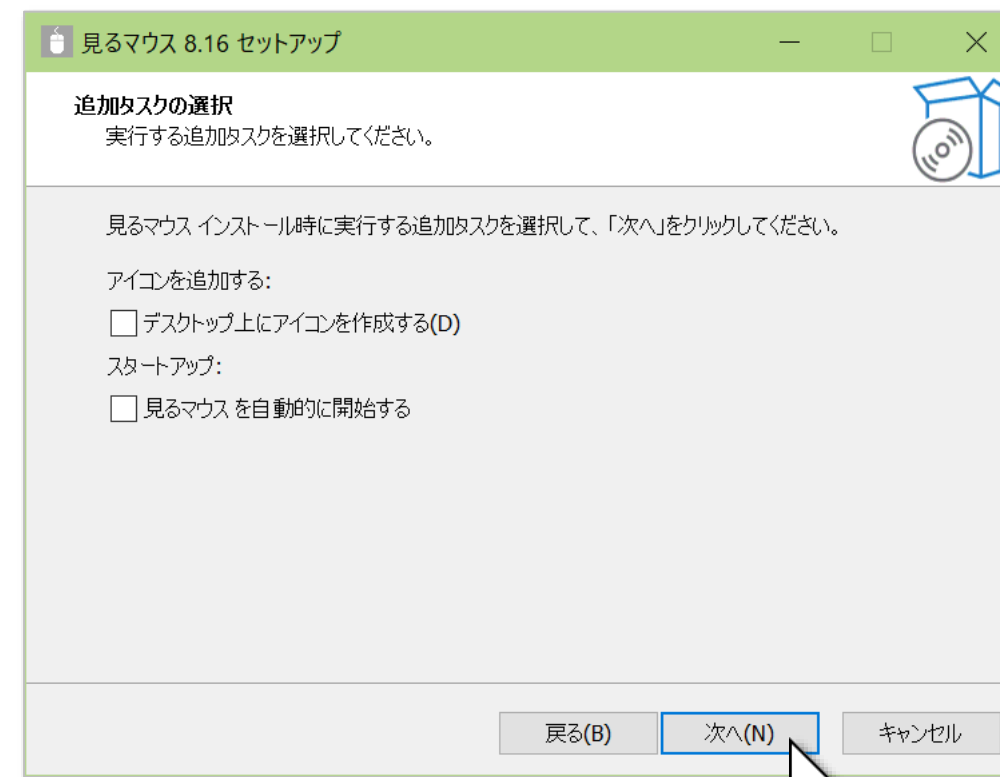 見るマウス 8.16 セットアップ
追加タスクの選択
実行する追加タスクを選択してください。
見るマウス インストール時に実行する追加タスクを選択して、「次へ」をクリックしてください。
アイコンを追加する:
デスクトップ上にアイコンを作成する(D)
スタートアップ:
見るマウス を自動的に開始する
戻る(B) 次へ(N) キャンセル